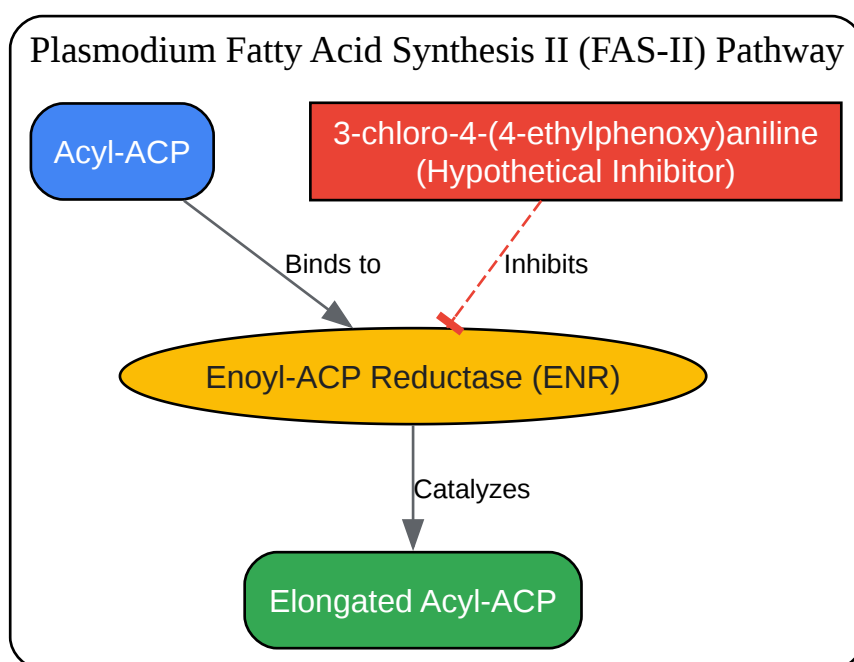 Plasmodium Fatty Acid Synthesis II (FAS-II) Pathway
Acyl-ACP
3-chloro-4-(4-ethylphenoxy)aniline
(Hypothetical Inhibitor)
Binds to
Inhibits
Enoyl-ACP Reductase (ENR)
Catalyzes
Elongated Acyl-ACP